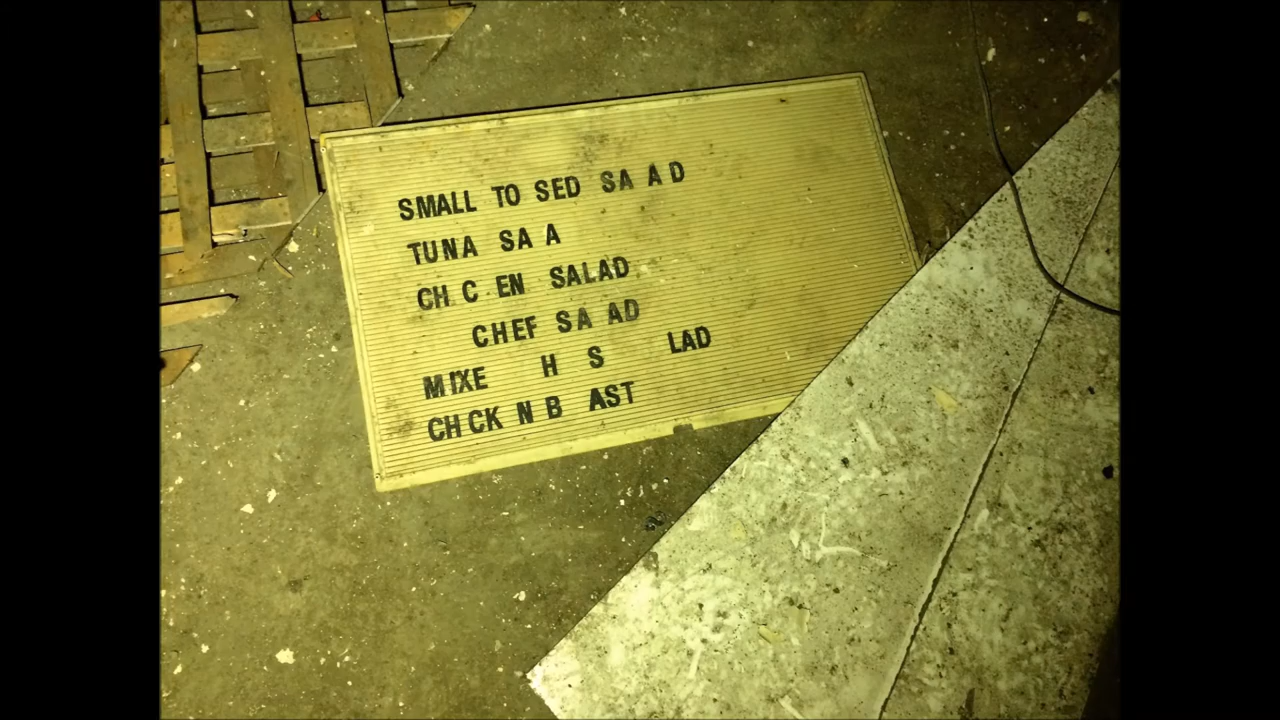 SMALL TO SED SA A D
TUNA SA A
CH C EN SALAD
CHEF SA AD
MIXE H S LAD
CH CK N B AST